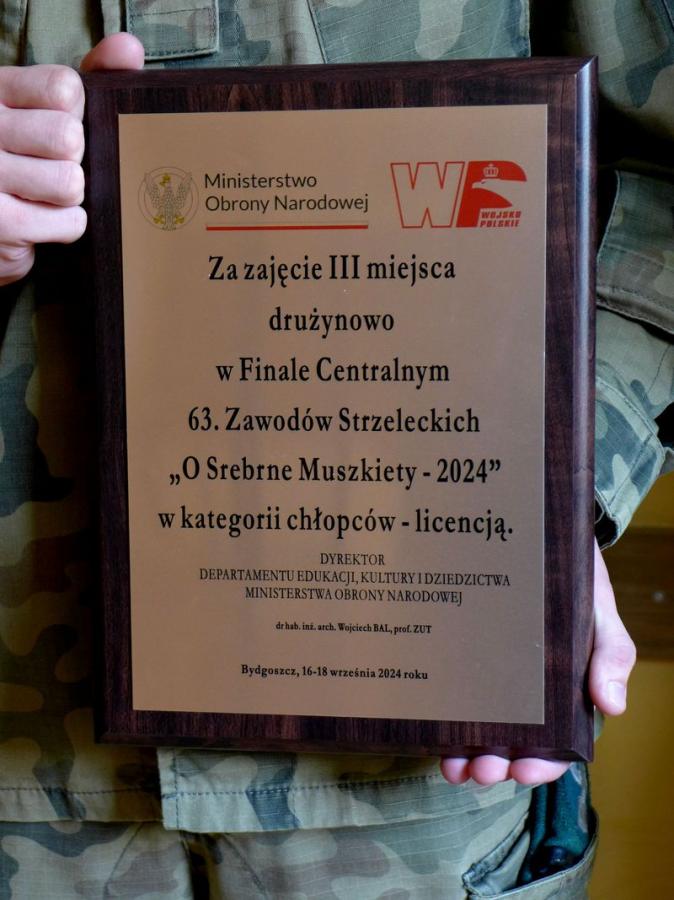 Ministerstwo
Obrony Narodowej
WP
WOJSKO
POLSKIE
Za zajęcie III miejsca
drużynowo
w Finale Centralnym
63. Zawodów Strzeleckich
„O Srebrne Muszkiety - 2024”
w kategorii chłopców - licencją.
DYREKTOR
DEPARTAMENTU EDUKACJI, KULTURY I DZIEDZICTWA
MINISTERSTWA OBRONY NARODOWEJ
dr hab. inż. arch. Wojciech BAL, prof. ZUT
Bydgoszcz, 16-18 września 2024 roku